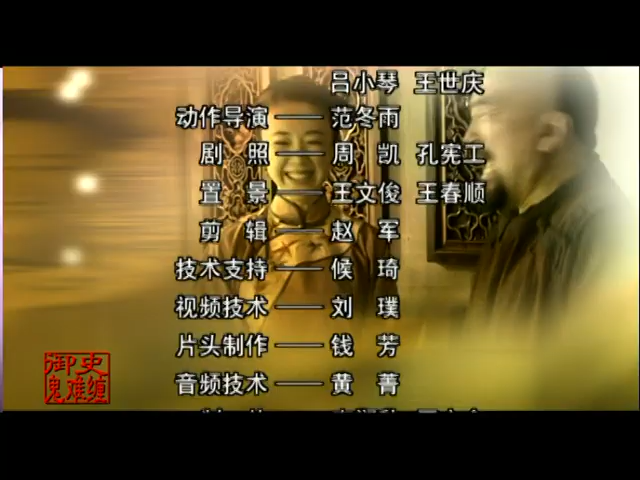 吕小琴 王世庆
动作导演——范冬雨
剧 照——周 凯 孔宪工
置 景——王文俊 王春顺
剪 辑——赵 军
技术支持——候 琦
视频技术——刘 璞
片头制作——钱 芳
音频技术——黄 菁
御史
鬼难缠